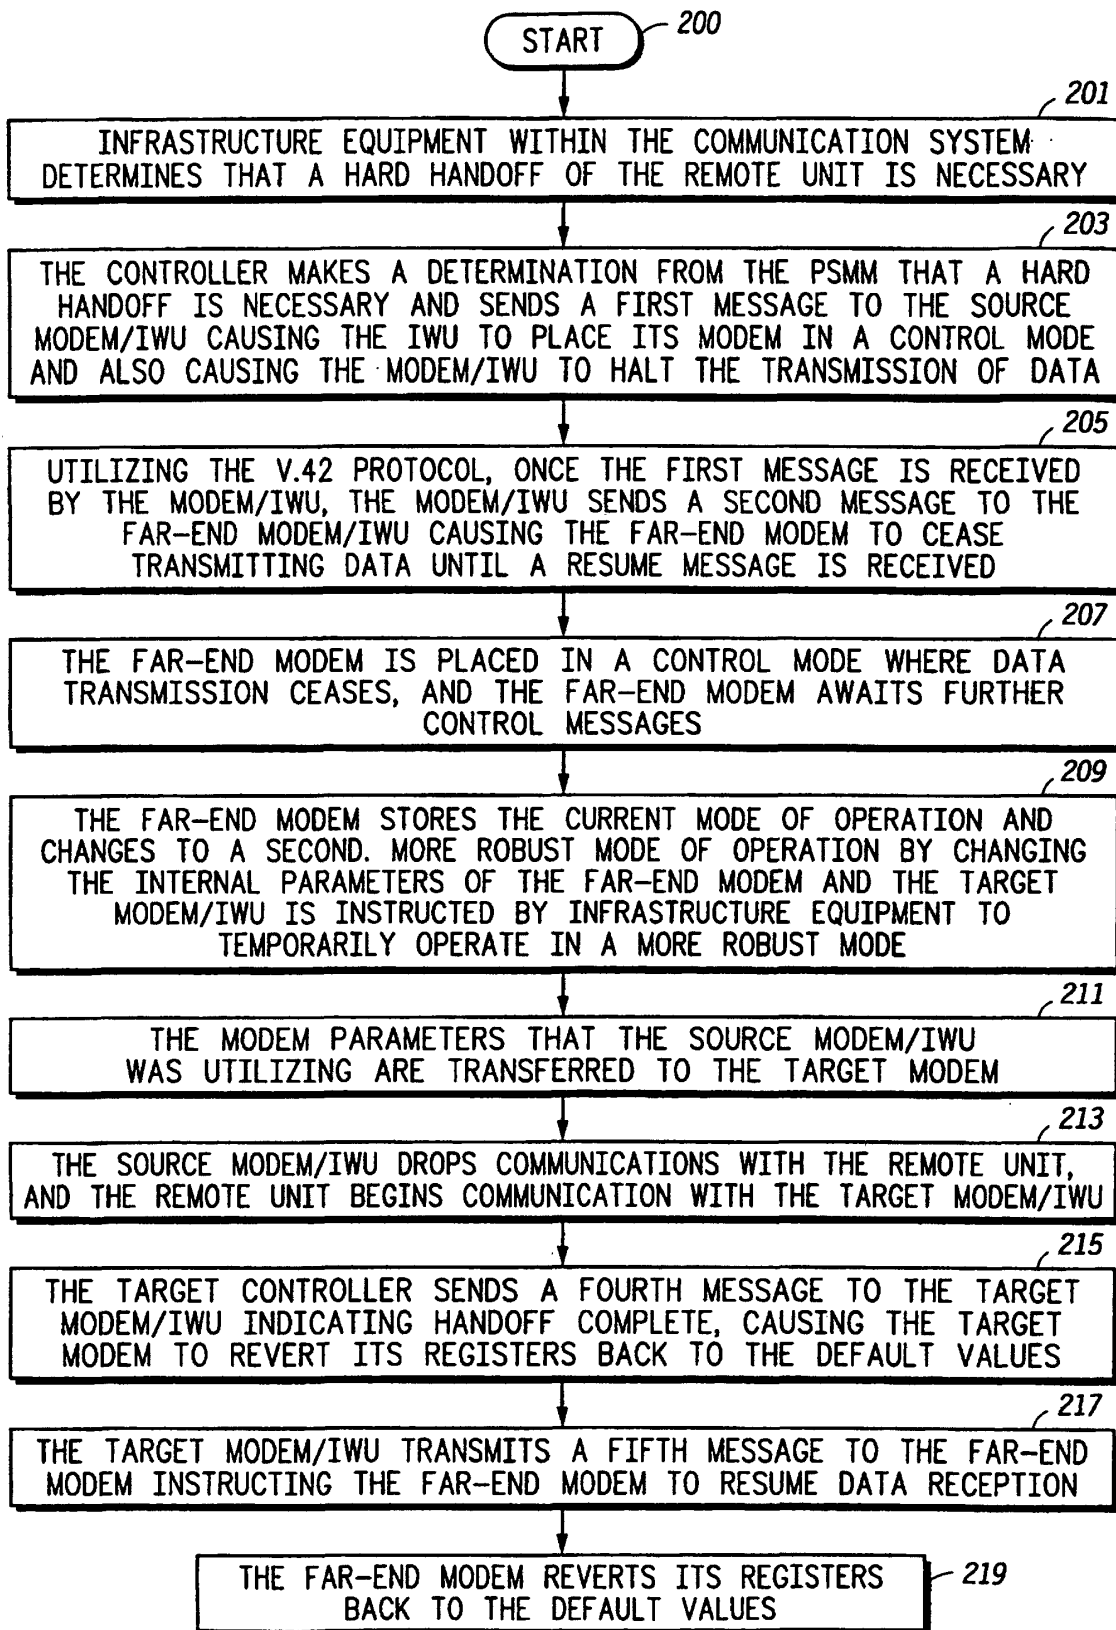 START
200
201
INFRASTRUCTURE EQUIPMENT WITHIN THE COMMUNICATION SYSTEM
DETERMINES THAT A HARD HANDOFF OF THE REMOTE UNIT IS NECESSARY
203
THE CONTROLLER MAKES A DETERMINATION FROM THE PSMM THAT A HARD
HANDOFF IS NECESSARY AND SENDS A FIRST MESSAGE TO THE SOURCE
MODEM/IWU CAUSING THE IWU TO PLACE ITS MODEM IN A CONTROL MODE
AND ALSO CAUSING THE MODEM/IWU TO HALT THE TRANSMISSION OF DATA
205
UTILIZING THE V.42 PROTOCOL, ONCE THE FIRST MESSAGE IS RECEIVED
BY THE MODEM/IWU, THE MODEM/IWU SENDS A SECOND MESSAGE TO THE
FAR-END MODEM/IWU CAUSING THE FAR-END MODEM TO CEASE
TRANSMITTING DATA UNTIL A RESUME MESSAGE IS RECEIVED
207
THE FAR-END MODEM IS PLACED IN A CONTROL MODE WHERE DATA
TRANSMISSION CEASES, AND THE FAR-END MODEM AWAITS FURTHER
CONTROL MESSAGES
209
THE FAR-END MODEM STORES THE CURRENT MODE OF OPERATION AND
CHANGES TO A SECOND. MORE ROBUST MODE OF OPERATION BY CHANGING
THE INTERNAL PARAMETERS OF THE FAR-END MODEM AND THE TARGET
MODEM/IWU IS INSTRUCTED BY INFRASTRUCTURE EQUIPMENT TO
TEMPORARILY OPERATE IN A MORE ROBUST MODE
211
THE MODEM PARAMETERS THAT THE SOURCE MODEM/IWU
WAS UTILIZING ARE TRANSFERRED TO THE TARGET MODEM
213
THE SOURCE MODEM/IWU DROPS COMMUNICATIONS WITH THE REMOTE UNIT,
AND THE REMOTE UNIT BEGINS COMMUNICATION WITH THE TARGET MODEM/IWU
215
THE TARGET CONTROLLER SENDS A FOURTH MESSAGE TO THE TARGET
MODEM/IWU INDICATING HANDOFF COMPLETE, CAUSING THE TARGET
MODEM TO REVERT ITS REGISTERS BACK TO THE DEFAULT VALUES
217
THE TARGET MODEM/IWU TRANSMITS A FIFTH MESSAGE TO THE FAR-END
MODEM INSTRUCTING THE FAR-END MODEM TO RESUME DATA RECEPTION
THE FAR-END MODEM REVERTS ITS REGISTERS
BACK TO THE DEFAULT VALUES
219